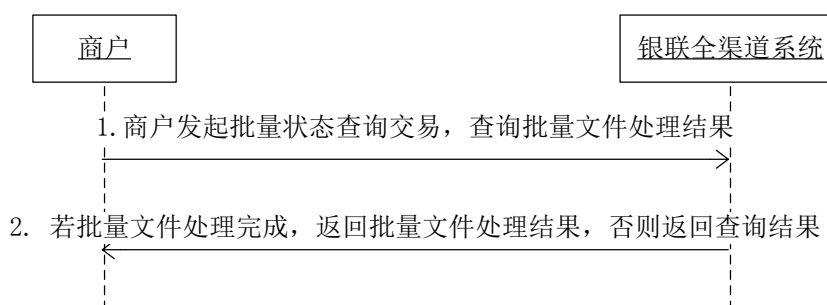 商户
银联全渠道系统
1.商户发起批量状态查询交易，查询批量文件处理结果
2. 若批量文件处理完成，返回批量文件处理结果，否则返回查询结果